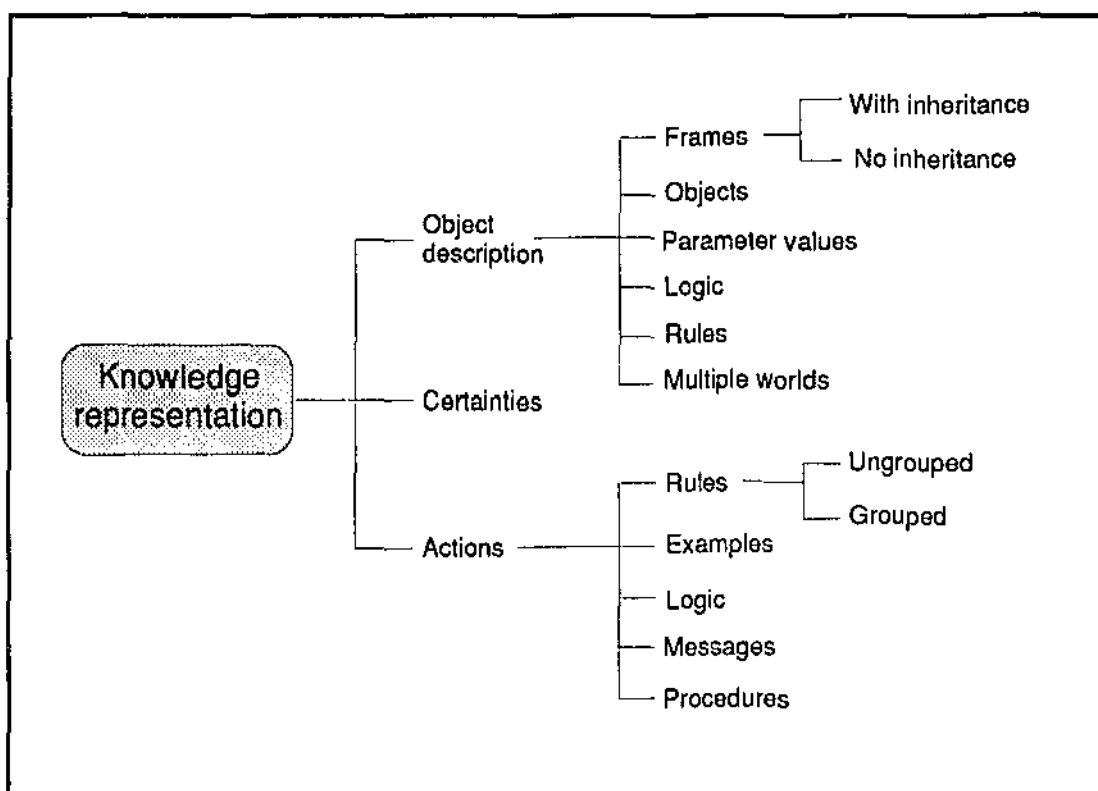 Knowledge
representation
Object
description
Frames
With inheritance
No inheritance
Objects
Parameter values
Logic
Rules
Multiple worlds
Certainties
Actions
Rules
Ungrouped
Grouped
Examples
Logic
Messages
Procedures